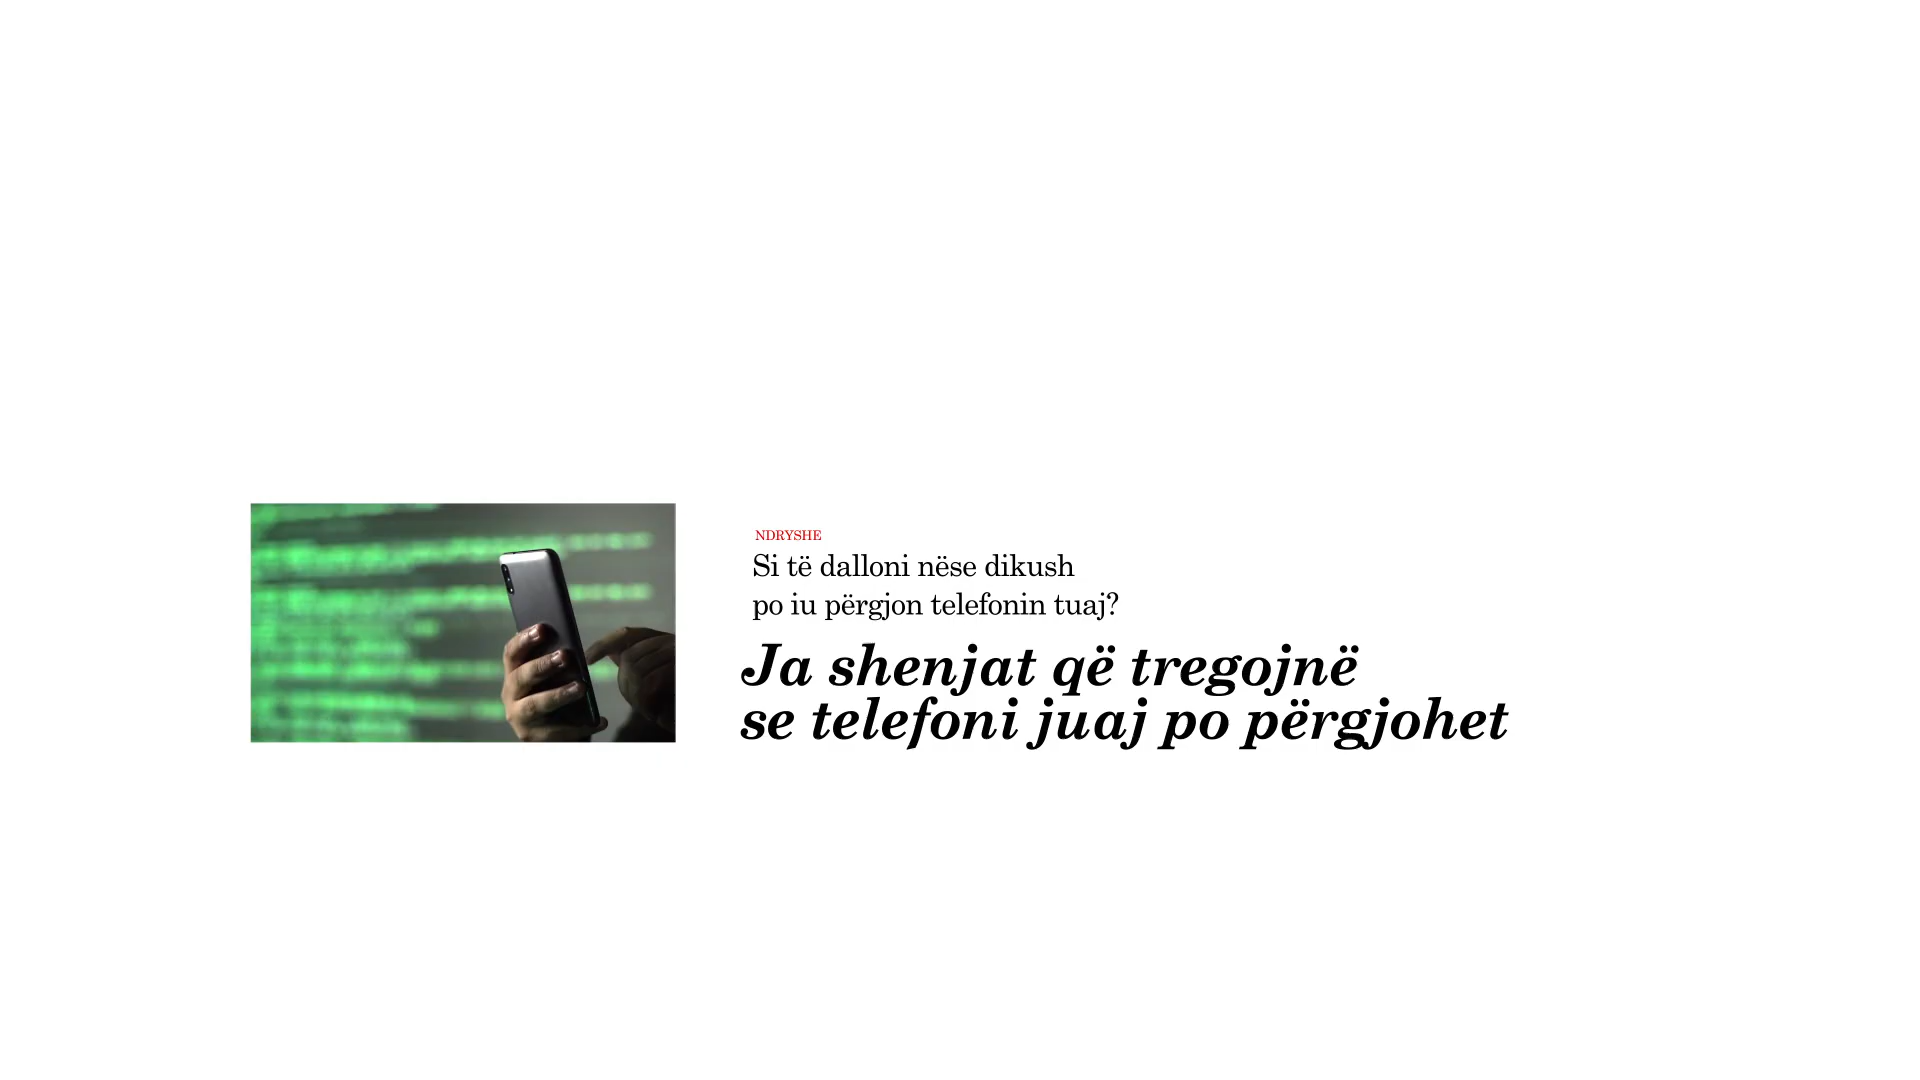 NDRYSHE
Si të dalloni nëse dikush
po iu përgjon telefonin tuaj?
Ja shenjat që tregojnë
se telefoni juaj po përgjohet